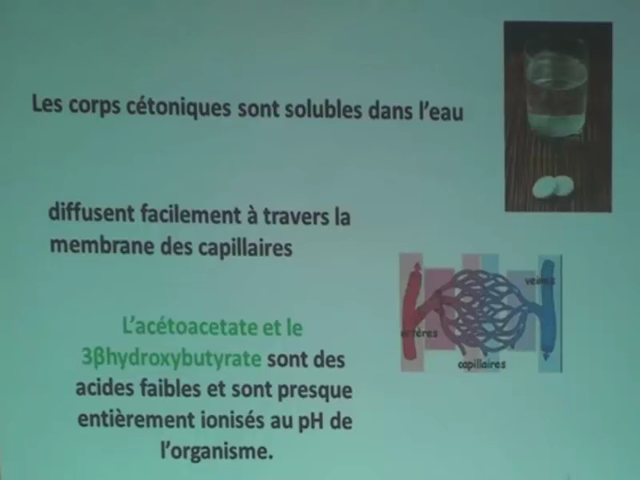 Les corps cétoniques sont solubles dans l'eau
diffusent facilement à travers la
membrane des capillaires
L'acétoacetate et le
3βhydroxybutyrate sont des
acides faibles et sont presque
entièrement ionisés au pH de
l'organisme.
veines
artères
capillaires